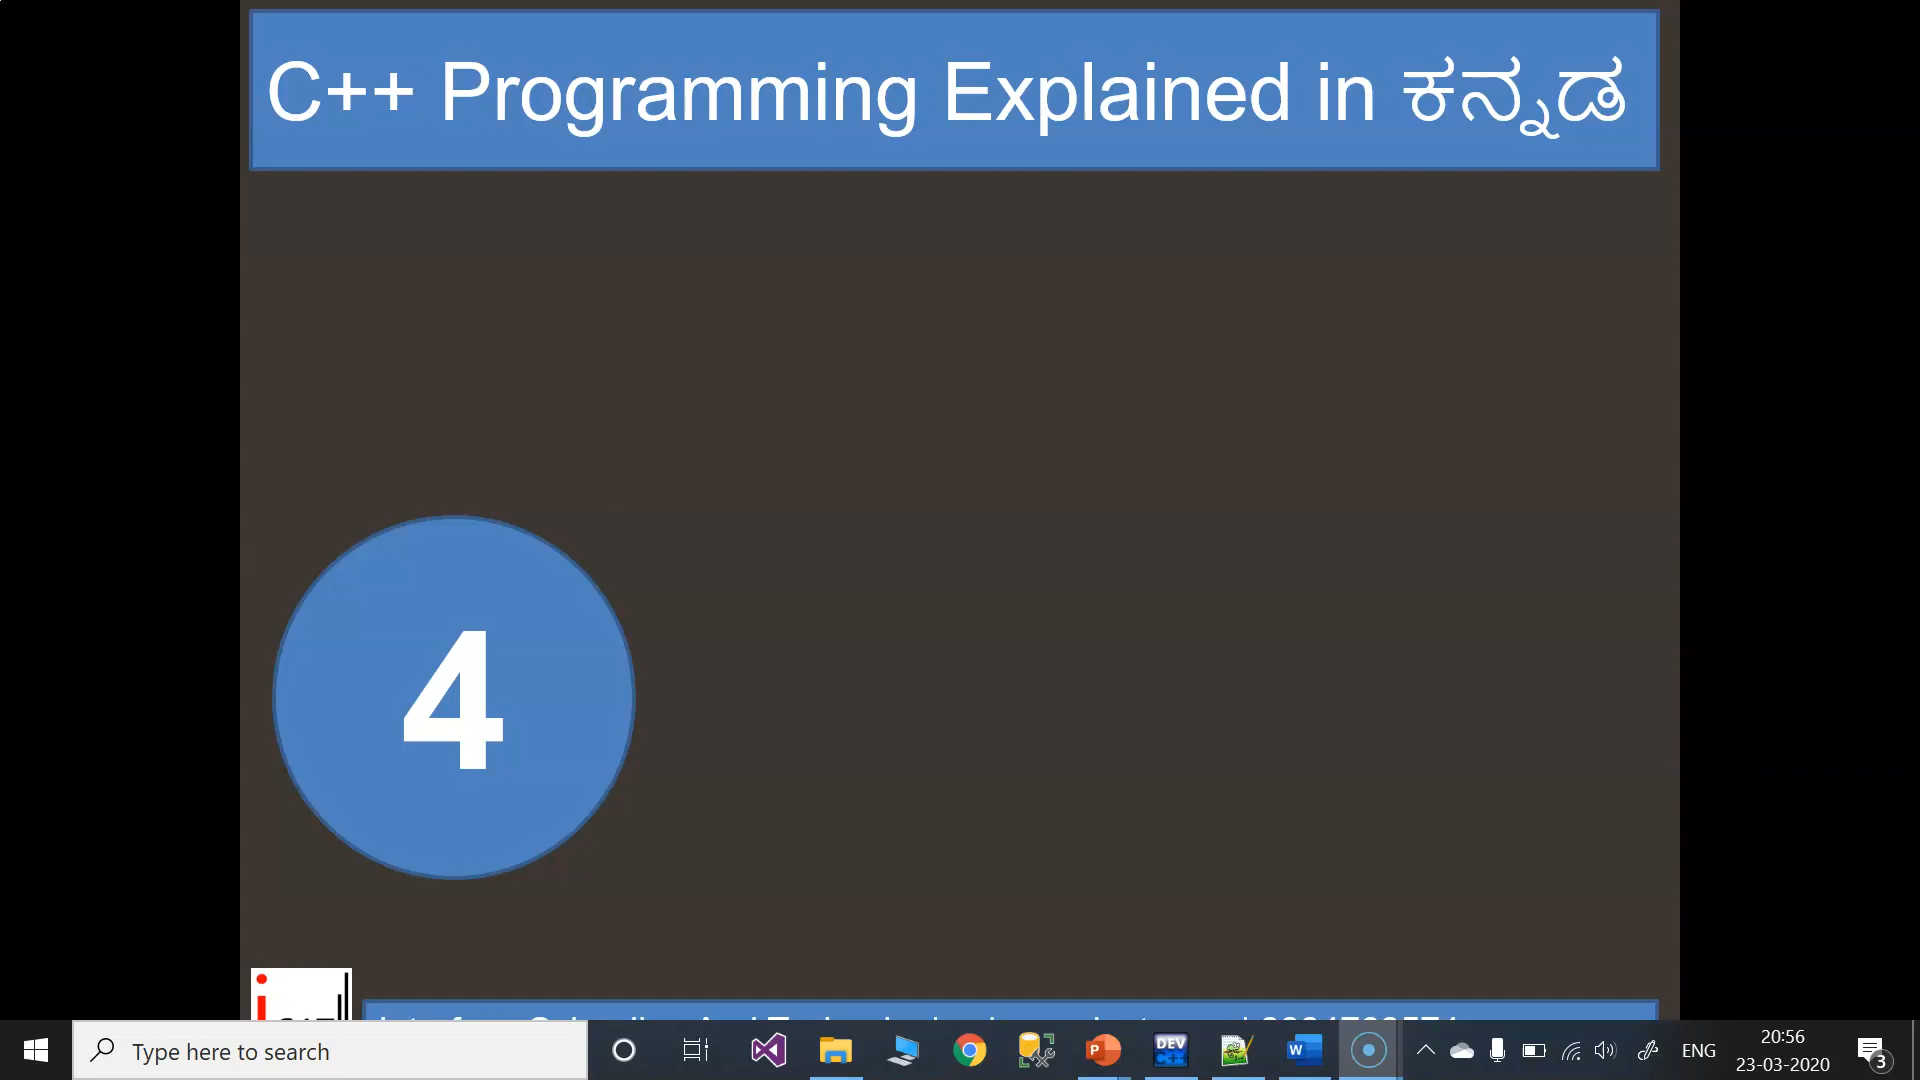 C++ Programming Explained in ಕನ್ನಡ
4
Type here to search
DEV
C++
P
W
ENG
20:56
23-03-2020
3